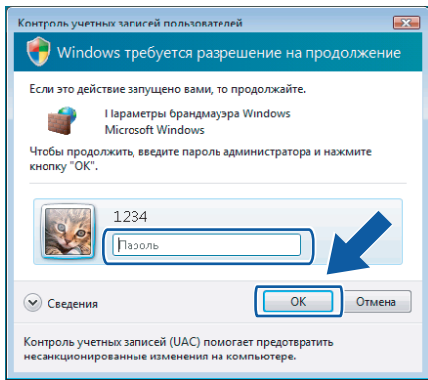 Контроль учетных записей пользователей
Windows требуется разрешение на продолжение
Если это действие запущено вами, то продолжайте.
Параметры брандмауэра Windows
Microsoft Windows
Чтобы продолжить, введите пароль администратора и нажмите
кнопку "ОК".
1234
Пароль
Сведения
ОК
Отмена
Контроль учетных записей (UAC) помогает предотвратить
несанкционированные изменения на компьютере.